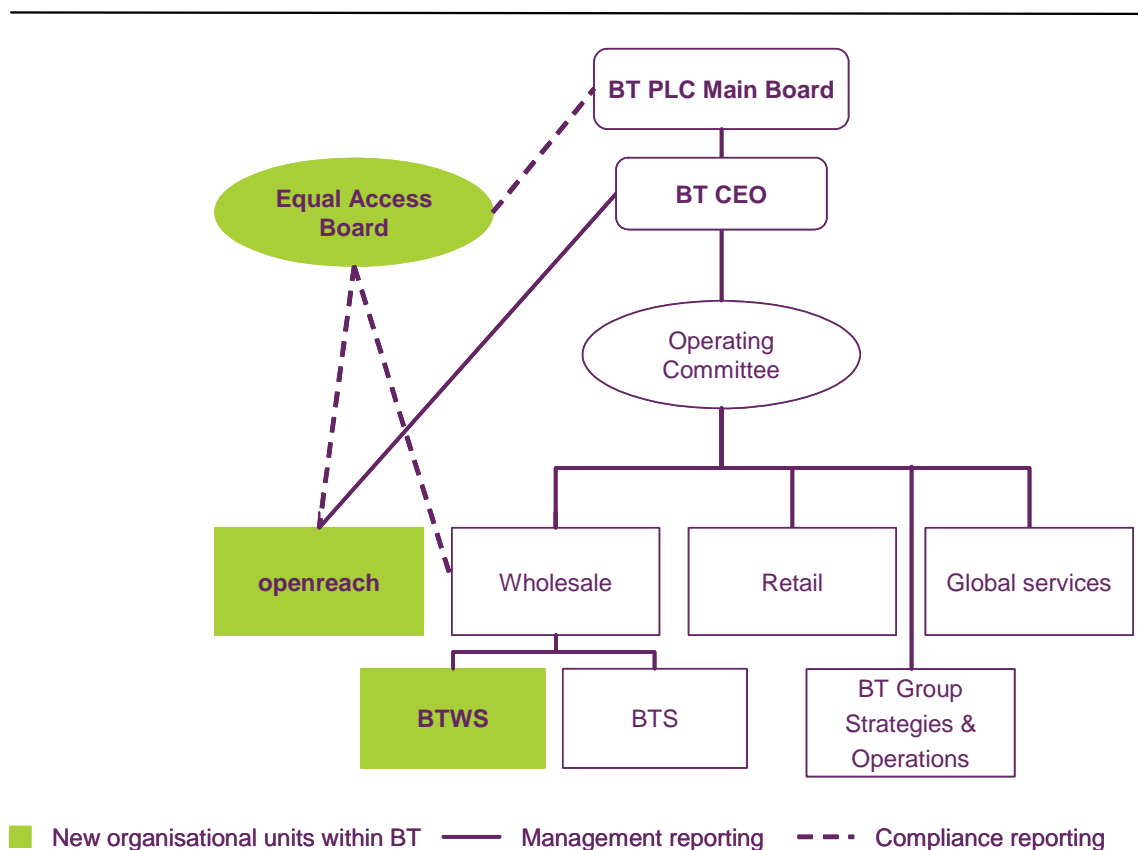 BT PLC Main Board
Equal Access
Board
BT CEO
Operating
Committee
openreach
Wholesale
Retail
Global services
BTWS
BTS
BT Group
Strategies &
Operations
New organisational units within BT
Management reporting
Compliance reporting